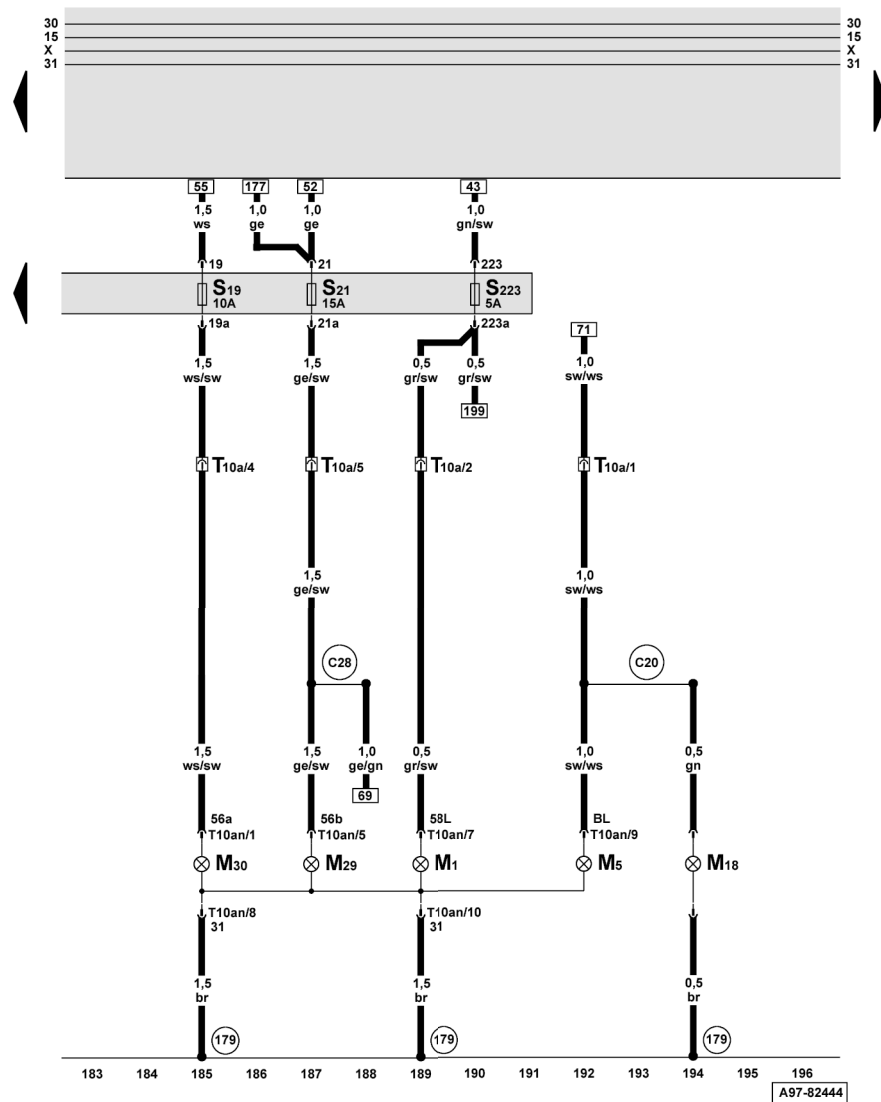 30 30
15 15
X X
31 31
55 177 52 43
1,5 1,0 1,0 1,0
ws ge ge gn/sw
19 21 223
S19 S21 S223
10A 15A 5A
19a 21a 223a
71
1,5 1,5 0,5 0,5 1,0
ws/sw ge/sw gr/sw gr/sw sw/ws
199
T10a/4 T10a/5 T10a/2 T10a/1
1,5 1,0
ge/sw sw/ws
C28 C20
1,5 1,5 1,0 0,5 1,0 0,5
ws/sw ge/sw ge/gn gr/sw sw/ws gn
69
56a 56b 58L BL
T10an/1 T10an/5 T10an/7 T10an/9
M30 M29 M1 M5 M18
T10an/8 T10an/10
31 31
1,5 1,5 0,5
br br br
179 179 179
183 184 185 186 187 188 189 190 191 192 193 194 195 196
A97-82444